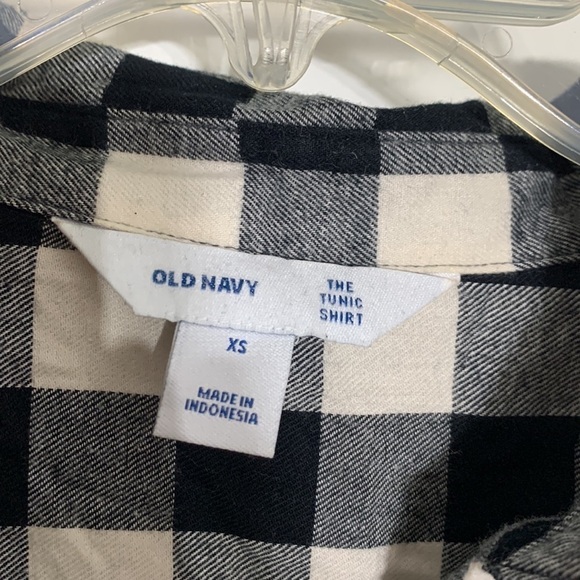 OLD NAVY
THE
TUNIC
SHIRT
XS
MADE IN
INDONESIA